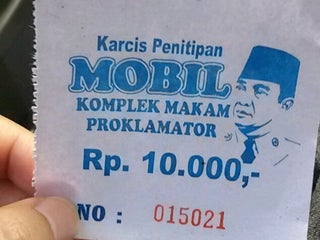 Karcis Penitipan
MOBIL
KOMPLEK MAKAM
PROKLAMATOR
Rp. 10.000,-
NO : 015021